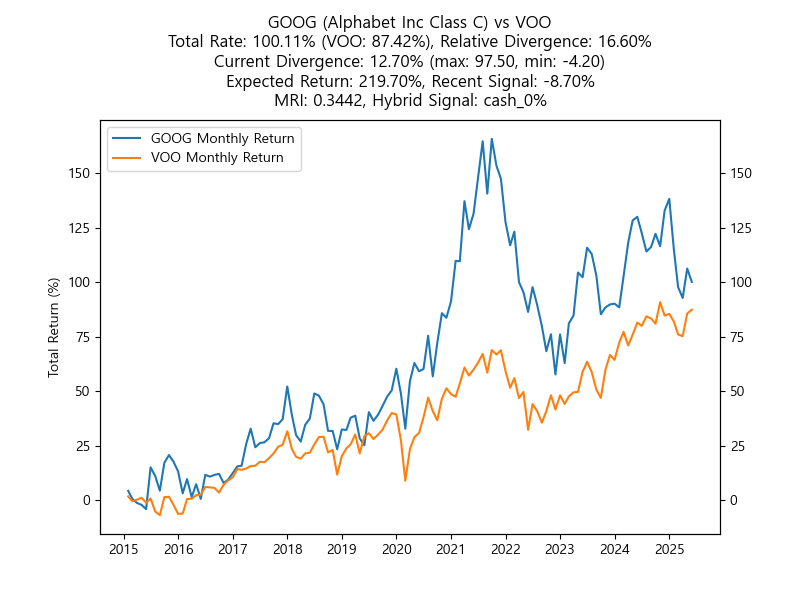 GOOG (Alphabet Inc Class C) vs VOO
Total Rate: 100.11% (VOO: 87.42%), Relative Divergence: 16.60%
Current Divergence: 12.70% (max: 97.50, min: -4.20)
Expected Return: 219.70%, Recent Signal: -8.70%
MRI: 0.3442, Hybrid Signal: cash_0%
GOOG Monthly Return
VOO Monthly Return
Total Return (%)
150 150
125 125
100 100
75 75
50 50
25 25
0 0
2015 2016 2017 2018 2019 2020 2021 2022 2023 2024 2025